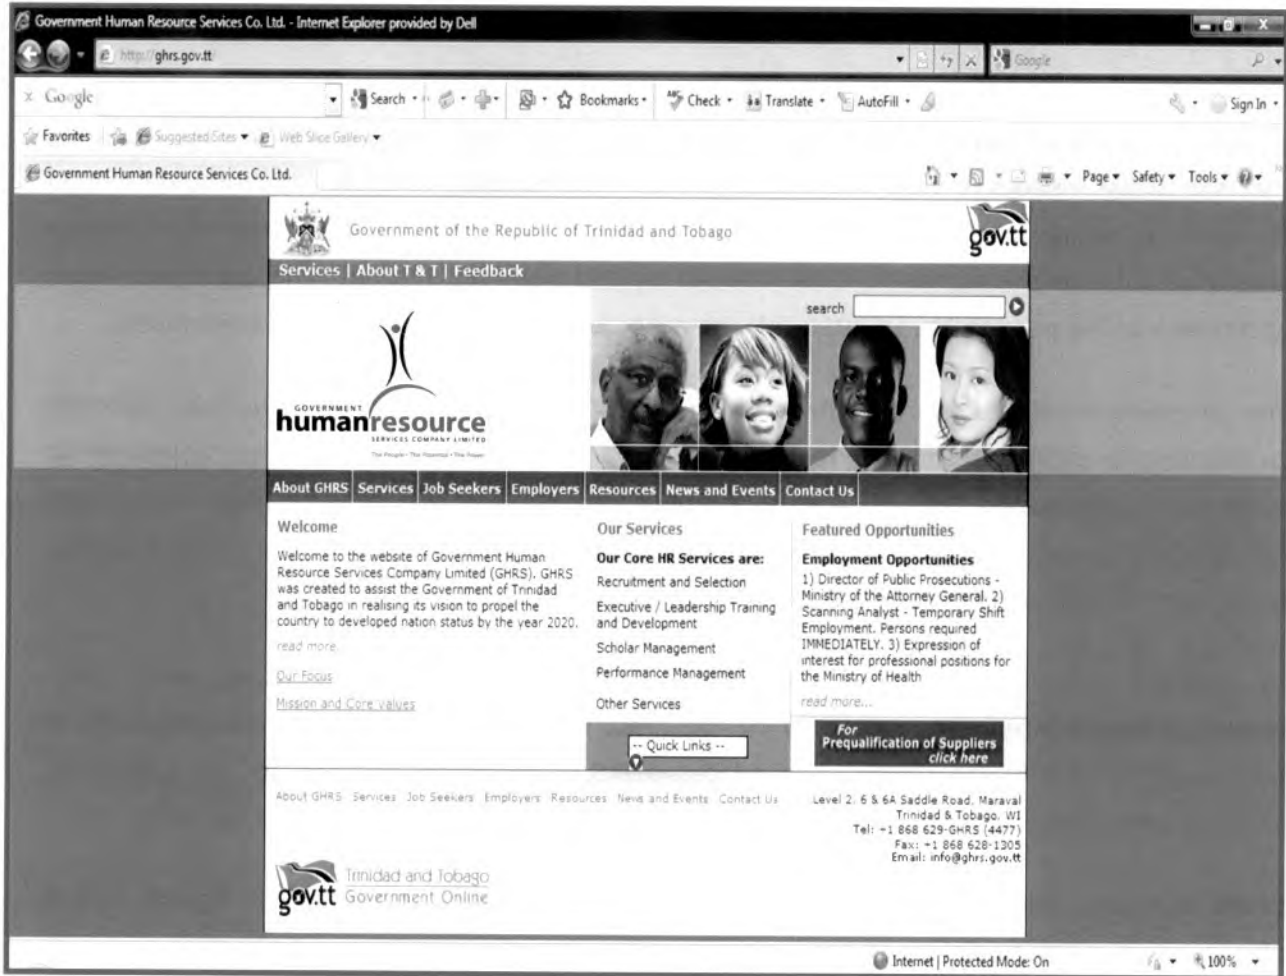 Government Human Resource Services Co. Ltd. - Internet Explorer provided by Dell
http://ghrs.gov.tt
Google
x Google
Search
Bookmarks
Check
Translate
AutoFill
Sign In
Favorites
Suggested Sites
Web Slice Gallery
Government Human Resource Services Co. Ltd.
Page
Safety
Tools
Government of the Republic of Trinidad and Tobago
gov.tt
Services | About T & T | Feedback
search
GOVERNMENT
humanresource
SERVICES COMPANY LIMITED
The People • The Potential • The Power
About GHRS Services Job Seekers Employers Resources News and Events Contact Us
Welcome
Welcome to the website of Government Human
Resource Services Company Limited (GHRS). GHRS
was created to assist the Government of Trinidad
and Tobago in realising its vision to propel the
country to developed nation status by the year 2020.
read more
Our Focus
Mission and Core values
Our Services
Our Core HR Services are:
Recruitment and Selection
Executive / Leadership Training
and Development
Scholar Management
Performance Management
Other Services
-- Quick Links --
Featured Opportunities
Employment Opportunities
1) Director of Public Prosecutions -
Ministry of the Attorney General. 2)
Scanning Analyst - Temporary Shift
Employment. Persons required
IMMEDIATELY. 3) Expression of
interest for professional positions for
the Ministry of Health
read more...
For
Prequalification of Suppliers
click here
About GHRS Services Job Seekers Employers Resources News and Events Contact Us
Level 2, 6 & 6A Saddle Road, Maraval
Trinidad & Tobago. WI
Tel: +1 868 629-GHRS (4477)
Fax: +1 868 628-1305
Email: info@ghrs.gov.tt
gov.tt
Trinidad and Tobago
Government Online
Internet | Protected Mode: On
100%